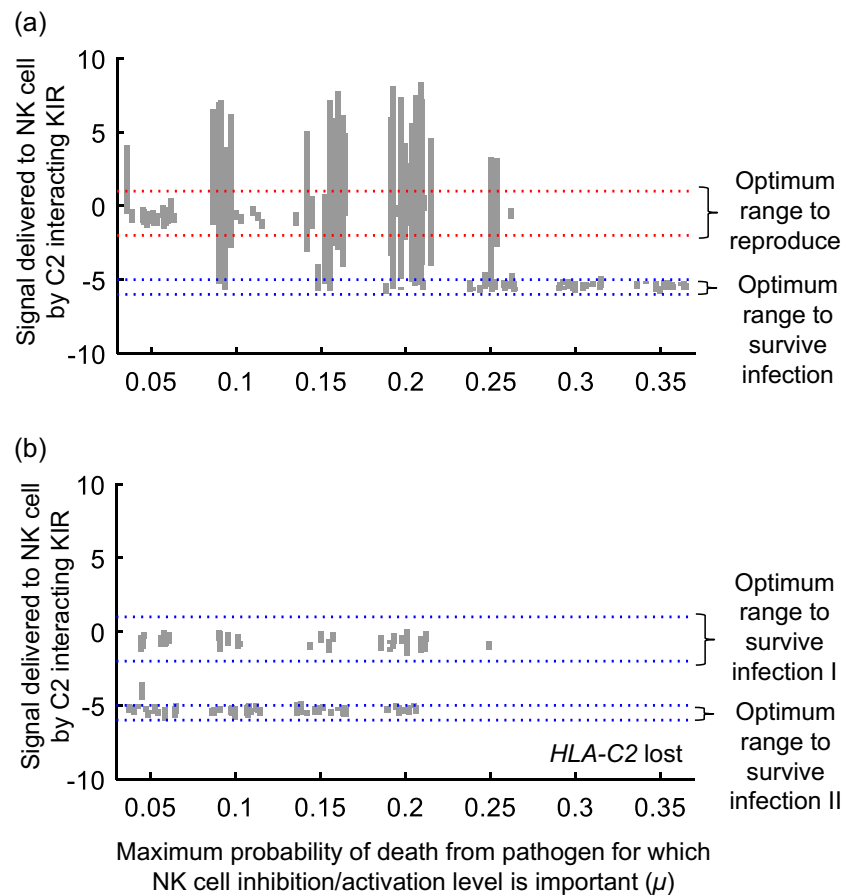 (a)
Signal delivered to NK cell
by C2 interacting KIR
10
5
0
-5
-10
0.05 0.1 0.15 0.2 0.25 0.3 0.35
Optimum
range to
reproduce
Optimum
range to
survive
infection
(b)
Signal delivered to NK cell
by C2 interacting KIR
10
5
0
-5
-10
0.05 0.1 0.15 0.2 0.25 0.3 0.35
Optimum
range to
survive
infection I
Optimum
range to
survive
infection II
HLA-C2 lost
Maximum probability of death from pathogen for which
NK cell inhibition/activation level is important (μ)